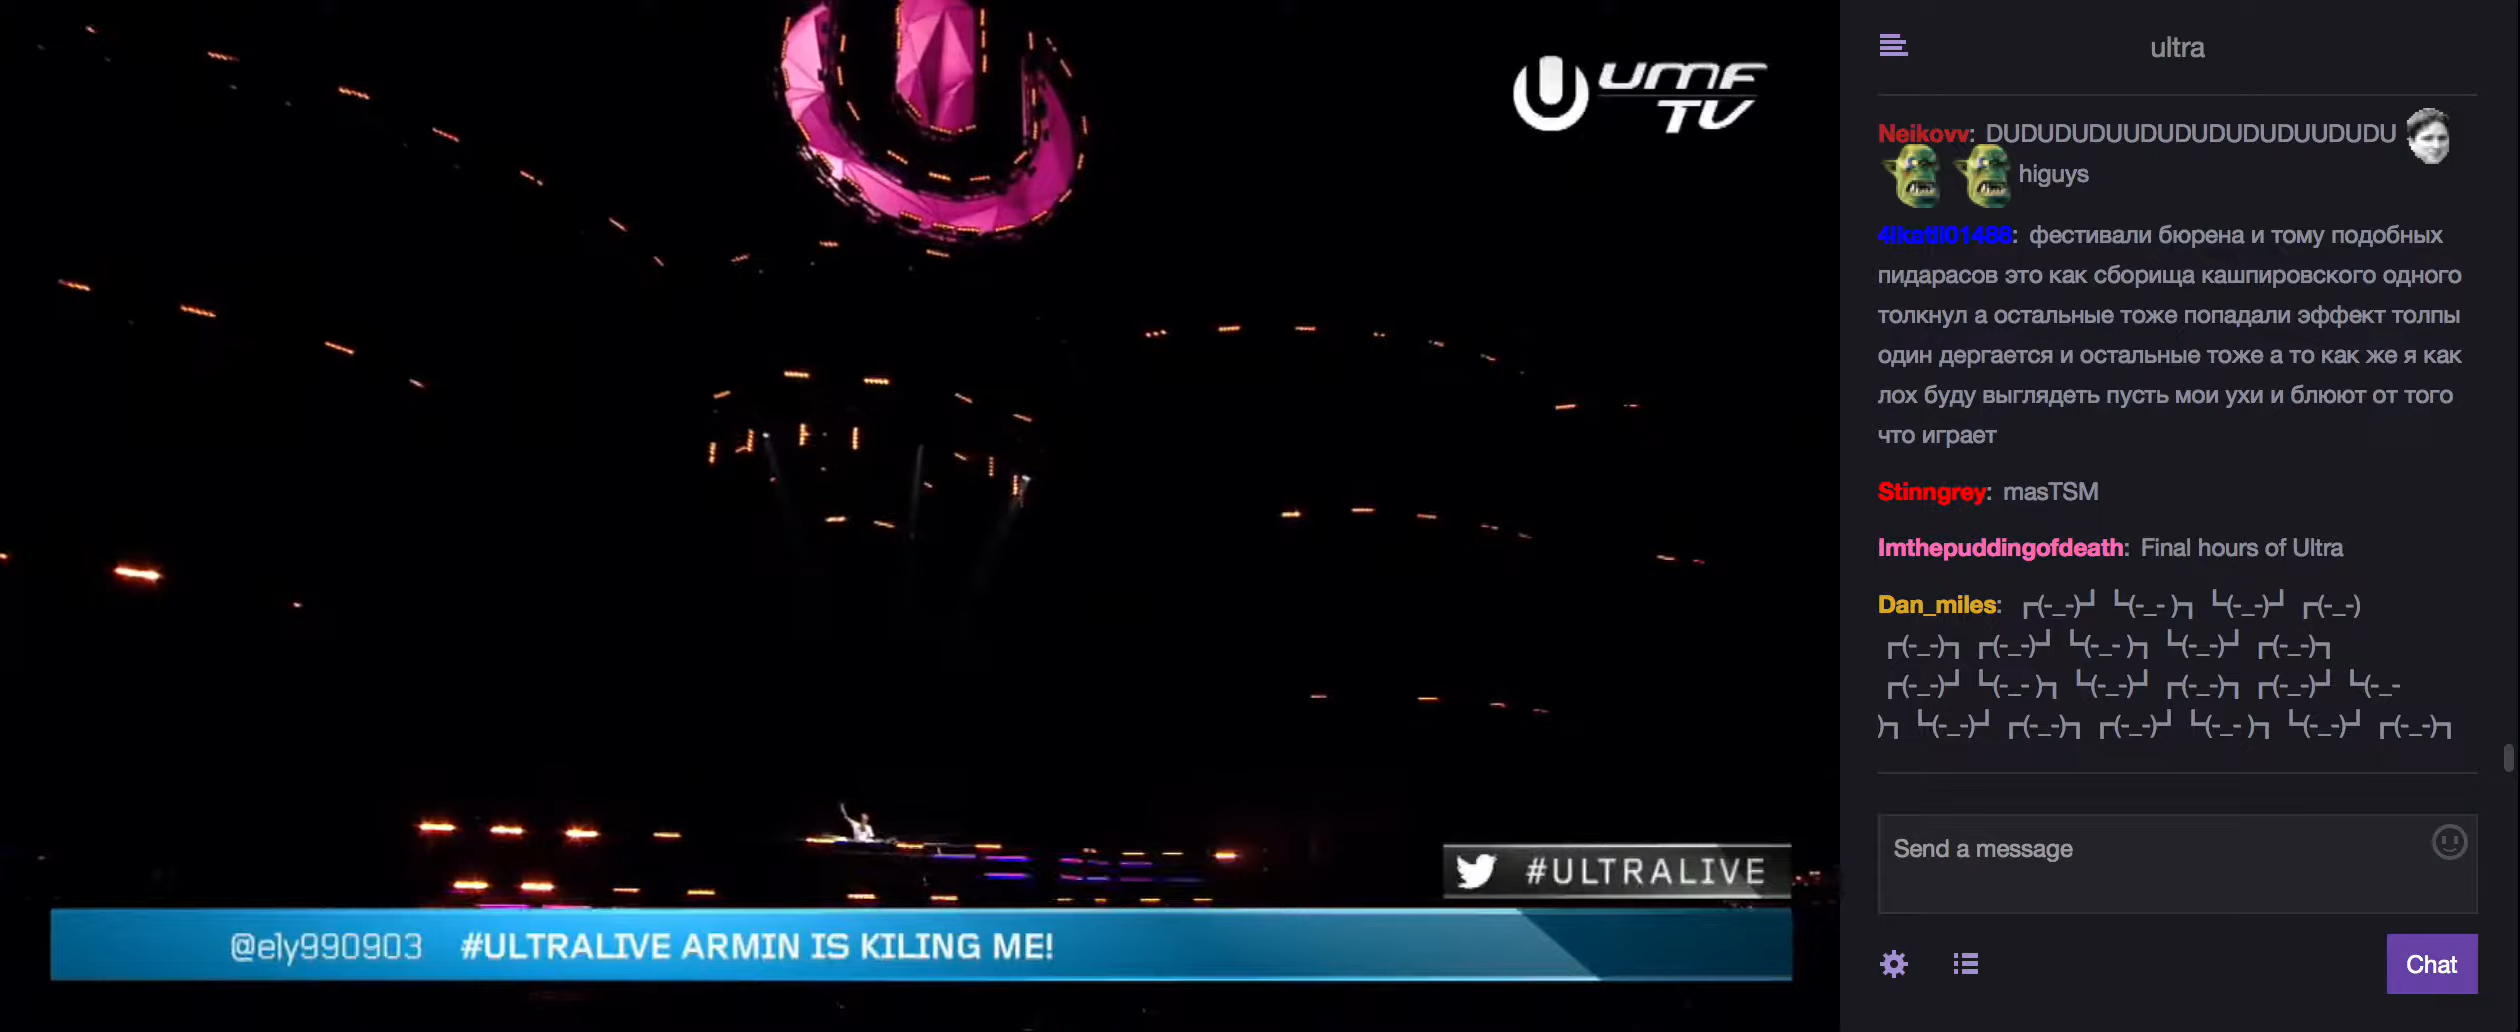 UMF
TV
#ULTRALIVE
@ely990903 #ULTRALIVE ARMIN IS KILING ME!
ultra
Neikovv: DUDUDUDUUDUDUDUDUDUUDUDU
higuys
фестивали бюрена и тому подобных
пидарасов это как сборища кашпировского одного
толкнул а остальные тоже попадали эффект толпы
один дергается и остальные тоже а то как же я как
лох буду выглядеть пусть мои ухи и блюют от того
что играет
Stinngrey: masTSM
Imthepuddingofdeath: Final hours of Ultra
Dan_miles: ┌(-_-)┘ └(-_- )┐ └(-_-)┘ ┌(-_-)
┌(-_-)┐ ┌(-_-)┘ └(-_- )┐ └(-_-)┘ ┌(-_-)┐
┌(-_-)┘ └(-_- )┐ └(-_-)┘ ┌(-_-)┐ ┌(-_-)┘ └(-_-
)┐ └(-_-)┘ ┌(-_-)┐ ┌(-_-)┘ └(-_- )┐ └(-_-)┘ ┌(-_-)┐
Send a message
Chat